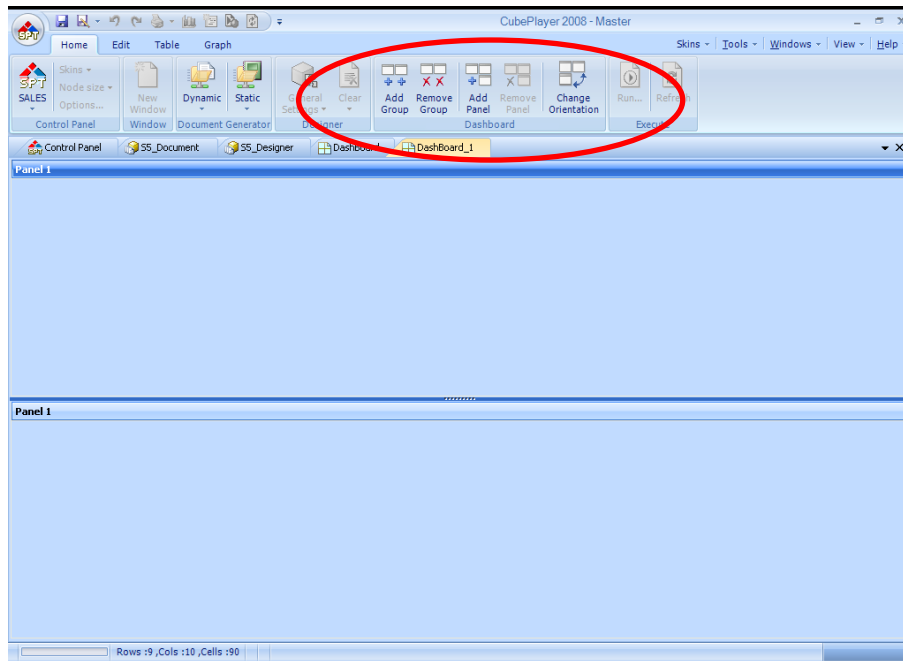 CubePlayer 2008 - Master
SPT
Home Edit Table Graph Skins Tools Windows View Help
SPT SALES
Skins
Node size
Options...
New Window
Dynamic
Static
General Settings
Clear
Add Group
Remove Group
Add Panel
Remove Panel
Change Orientation
Run...
Refresh
Control Panel Window Document Generator Designer Dashboard Execute
Control Panel S5_Document S5_Designer DashBoard DashBoard_1
Panel 1
Panel 1
Rows :9 ,Cols :10 ,Cells :90